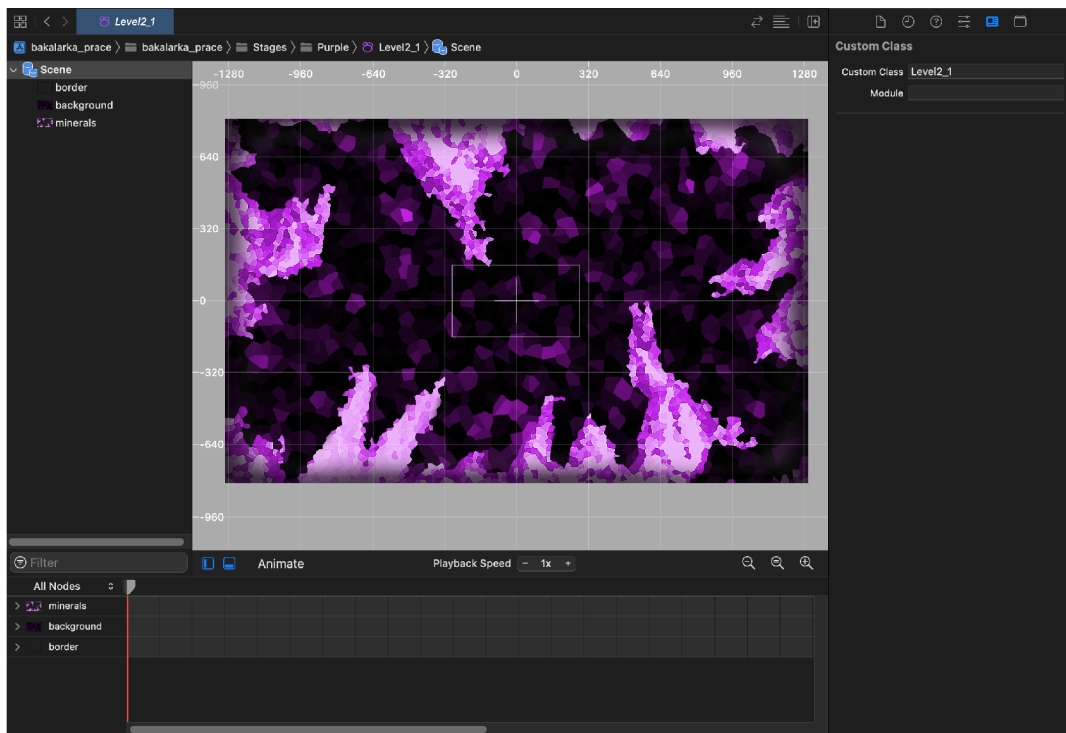 Level2_1
bakalarka_prace
bakalarka_prace
Stages
Purple
Level2_1
Scene
Scene
border
background
minerals
Filter
-1280 -960 -640 -320 0 320 640 960 1280
960
640
320
0
-320
-640
-960
Custom Class
Custom Class Level2_1
Module
Animate
Playback Speed - 1x +
All Nodes
minerals
background
border